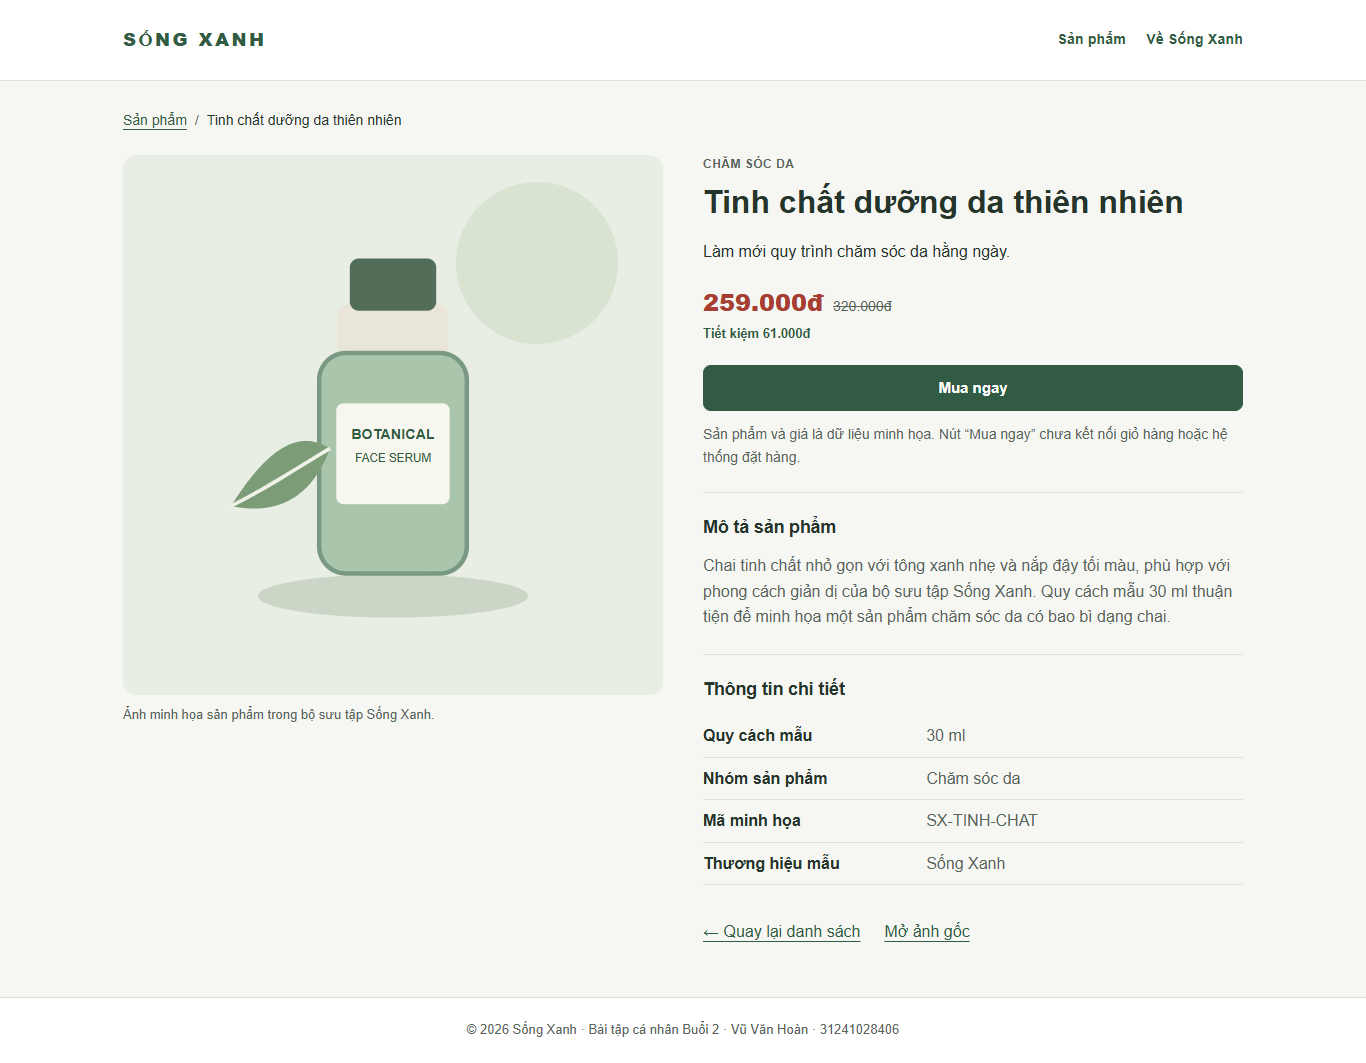 SỐNG XANH
Sản phẩm
Về Sống Xanh
Sản phẩm / Tinh chất dưỡng da thiên nhiên
BOTANICAL
FACE SERUM
Ảnh minh họa sản phẩm trong bộ sưu tập Sống Xanh.
CHĂM SÓC DA
Tinh chất dưỡng da thiên nhiên
Làm mới quy trình chăm sóc da hằng ngày.
259.000đ 320.000đ
Tiết kiệm 61.000đ
Mua ngay
Sản phẩm và giá là dữ liệu minh họa. Nút “Mua ngay” chưa kết nối giỏ hàng hoặc hệ
thống đặt hàng.
Mô tả sản phẩm
Chai tinh chất nhỏ gọn với tông xanh nhẹ và nắp đậy tối màu, phù hợp với
phong cách giản dị của bộ sưu tập Sống Xanh. Quy cách mẫu 30 ml thuận
tiện để minh họa một sản phẩm chăm sóc da có bao bì dạng chai.
Thông tin chi tiết
Quy cách mẫu 30 ml
Nhóm sản phẩm Chăm sóc da
Mã minh họa SX-TINH-CHAT
Thương hiệu mẫu Sống Xanh
← Quay lại danh sách Mở ảnh gốc
© 2026 Sống Xanh · Bài tập cá nhân Buổi 2 · Vũ Văn Hoàn · 31241028406